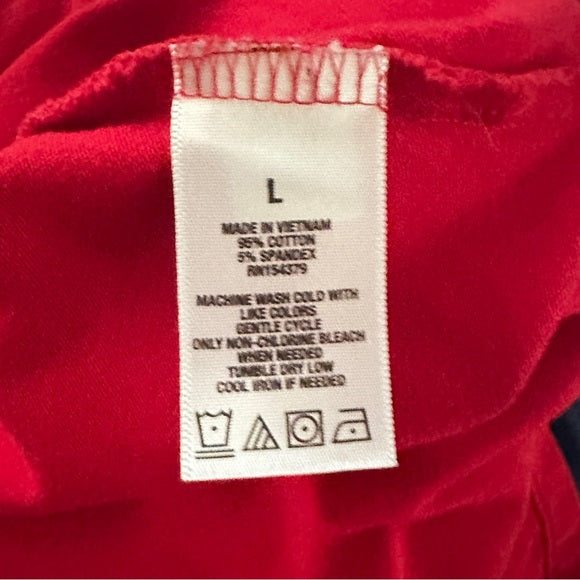 L
MADE IN VIETNAM
95% COTTON
5% SPANDEX
RN154379
MACHINE WASH COLD WITH
LIKE COLORS
GENTLE CYCLE
ONLY NON-CHLORINE BLEACH
WHEN NEEDED
TUMBLE DRY LOW
COOL IRON IF NEEDED